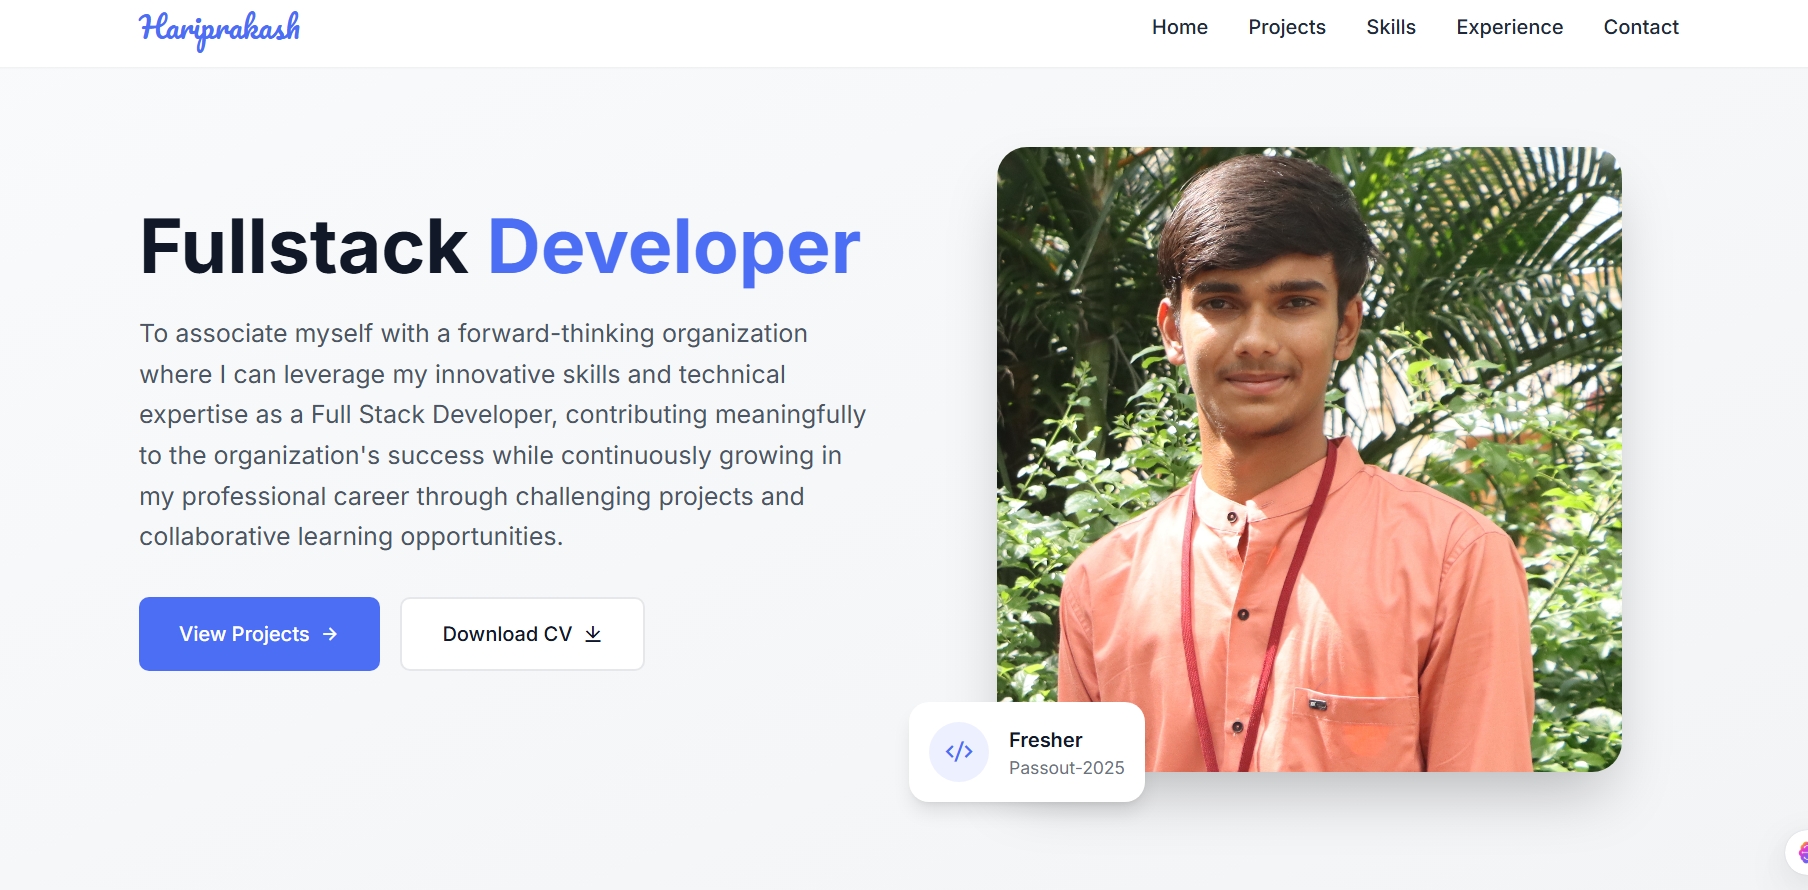 Hariprakash
Home
Projects
Skills
Experience
Contact
Fullstack Developer
To associate myself with a forward-thinking organization
where I can leverage my innovative skills and technical
expertise as a Full Stack Developer, contributing meaningfully
to the organization's success while continuously growing in
my professional career through challenging projects and
collaborative learning opportunities.
View Projects →
Download CV
</>
Fresher
Passout-2025